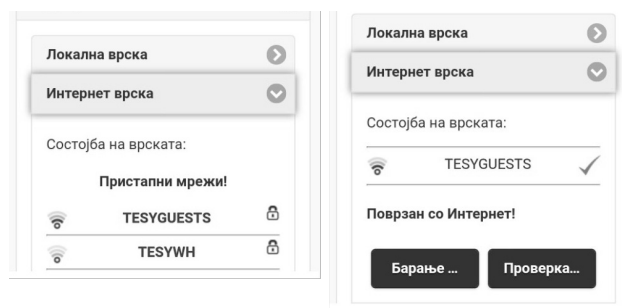 Локална врска
Интернет врска
Состојба на врската:
Пристапни мрежи!
TESYGUESTS
TESYWH
Локална врска
Интернет врска
Состојба на врската:
TESYGUESTS
Поврзан со Интернет!
Барање ...
Проверка...